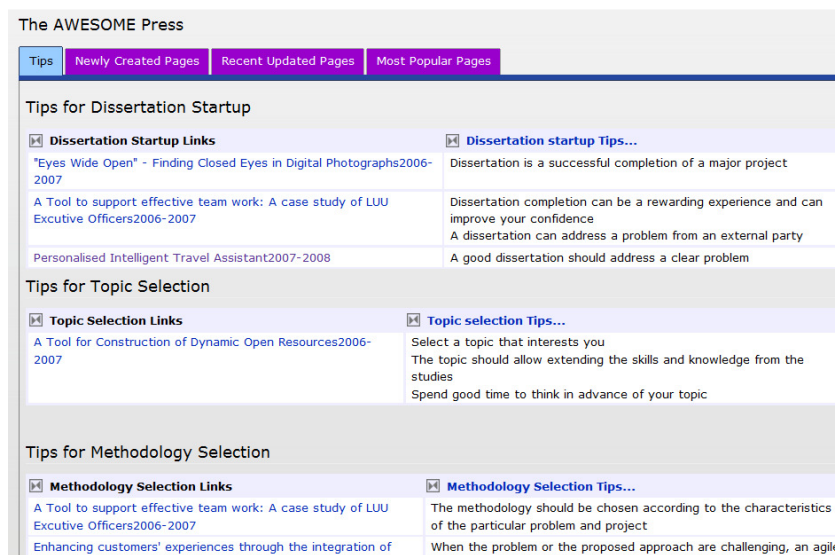 The AWESOME Press
Tips
Newly Created Pages
Recent Updated Pages
Most Popular Pages
Tips for Dissertation Startup
Dissertation Startup Links
Dissertation startup Tips...
"Eyes Wide Open" - Finding Closed Eyes in Digital Photographs2006-
2007
Dissertation is a successful completion of a major project
A Tool to support effective team work: A case study of LUU
Excutive Officers2006-2007
Dissertation completion can be a rewarding experience and can
improve your confidence
A dissertation can address a problem from an external party
Personalised Intelligent Travel Assistant2007-2008
A good dissertation should address a clear problem
Tips for Topic Selection
Topic Selection Links
Topic selection Tips...
A Tool for Construction of Dynamic Open Resources2006-
2007
Select a topic that interests you
The topic should allow extending the skills and knowledge from the
studies
Spend good time to think in advance of your topic
Tips for Methodology Selection
Methodology Selection Links
Methodology Selection Tips...
A Tool to support effective team work: A case study of LUU
Excutive Officers2006-2007
The methodology should be chosen according to the characteristics
of the particular problem and project
Enhancing customers' experiences through the integration of
When the problem or the proposed approach are challenging, an agile